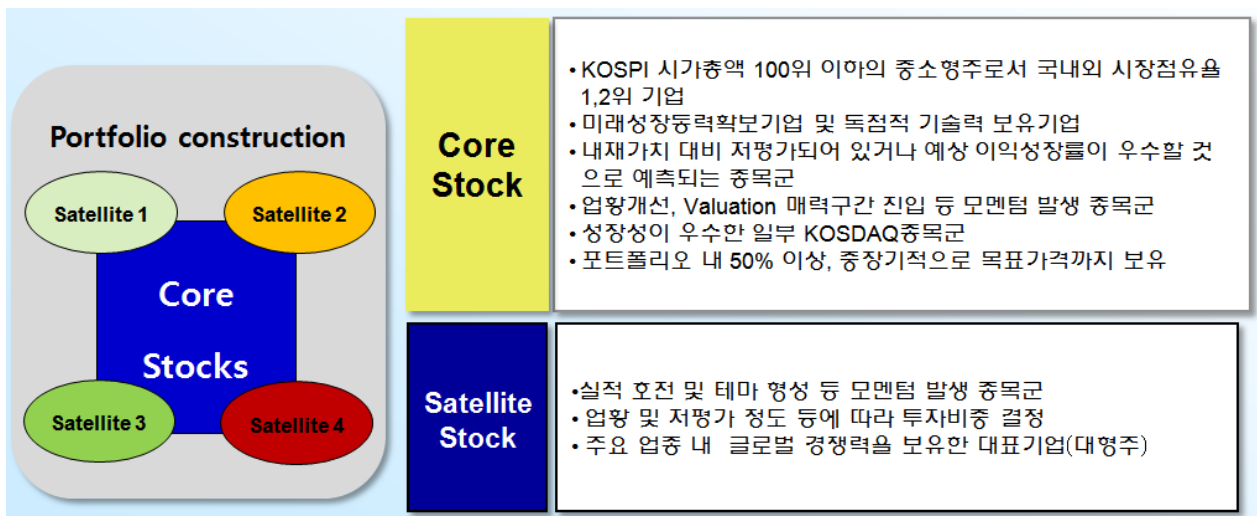 Portfolio construction
Satellite 1
Satellite 2
Core
Stocks
Satellite 3
Satellite 4
Core
Stock
•KOSPI 시가총액 100위 이하의 중소형주로서 국내외 시장점유율
1,2위 기업
•미래성장동력확보기업 및 독점적 기술력 보유기업
•내재가치 대비 저평가되어 있거나 예상 이익성장률이 우수할 것
으로 예측되는 종목군
•업황개선, Valuation 매력구간 진입 등 모멘텀 발생 종목군
•성장성이 우수한 일부 KOSDAQ종목군
•포트폴리오 내 50% 이상, 중장기적으로 목표가격까지 보유
Satellite
Stock
•실적 호전 및 테마 형성 등 모멘텀 발생 종목군
•업황 및 저평가 정도 등에 따라 투자비중 결정
•주요 업종 내 글로벌 경쟁력을 보유한 대표기업(대형주)